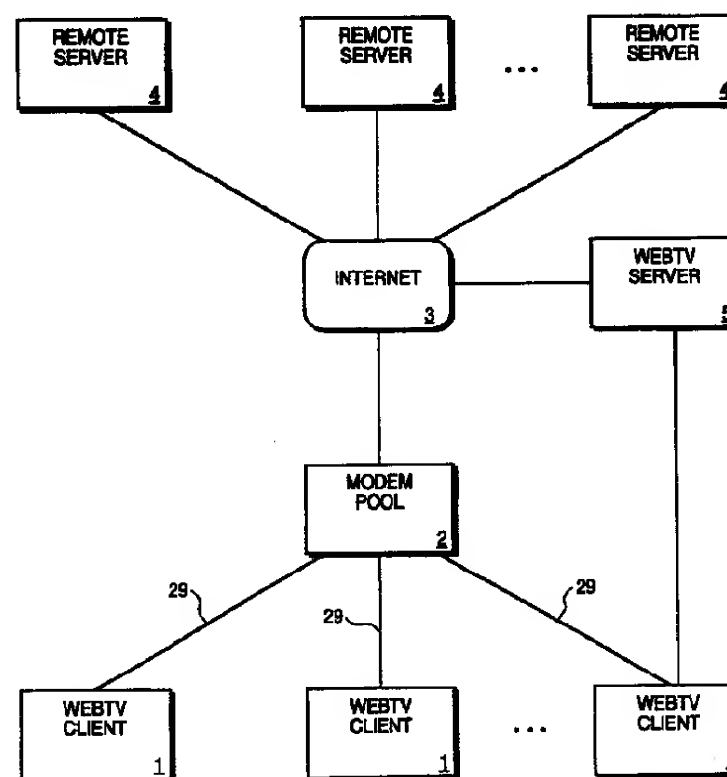 REMOTE
SERVER
4
REMOTE
SERVER
4
...
REMOTE
SERVER
INTERNET
3
WEBTV
SERVER
MODEM
POOL
2
29
29
29
WEBTV
CLIENT
1
WEBTV
CLIENT
1
...
WEBTV
CLIENT